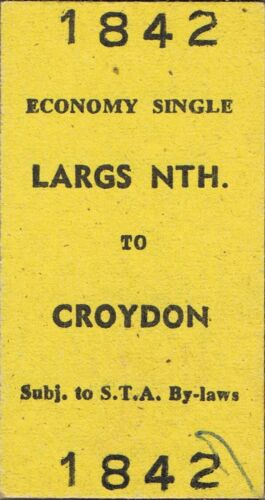 1842
ECONOMY SINGLE
LARGS NTH.
TO
CROYDON
Subj. to S.T.A. By-laws
1842